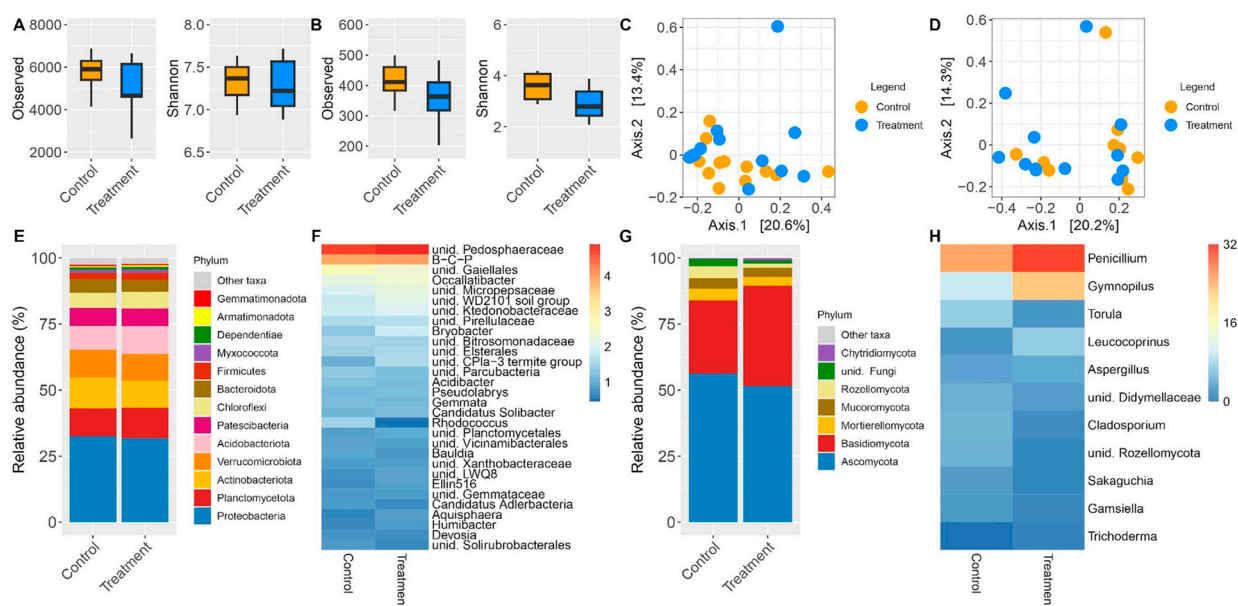 A
Observed
8000
6000
4000
2000
Control
Treatment
Shannon
8.0
7.5
7.0
6.5
Control
Treatment
B
Observed
600
500
400
300
200
Control
Treatment
Shannon
6
4
2
Control
Treatment
C
Axis.2 [13.4%]
0.6
0.4
0.2
0
−0.2
−0.2 0 0.2 0.4
Axis.1 [20.6%]
Legend
Control
Treatment
D
Axis.2 [14.3%]
0.6
0.4
0.2
0
−0.2
−0.4 −0.2 0 0.2
Axis.1 [20.2%]
Legend
Control
Treatment
E
Relative abundance (%)
100
75
50
25
0
Control
Treatment
Phylum
Other taxa
Gemmatimonadota
Armatimonadota
Dependentiae
Myxococcota
Firmicutes
Bacteroidota
Chloroflexi
Patescibacteria
Acidobacteriota
Verrucomicrobiota
Actinobacteriota
Planctomycetota
Proteobacteria
F
unid. Pedosphaeraceae
B−C−P
unid. Gaiellales
Occallatibacter
unid. Micropepsaceae
unid. WD2101 soil group
unid. Ktedonobacteraceae
unid. Pirellulaceae
Bryobacter
unid. Bitrosomonadaceae
unid. Elsterales
unid. CPla−3 termite group
unid. Parcubacteria
Acidibacter
Pseudolabrys
Gemmata
Candidatus Solibacter
Rhodococcus
unid. Planctomycetales
unid. Vicinamibacterales
Bauldia
unid. Xanthobacteraceae
unid. LWQ8
Ellin516
unid. Gemmataceae
Candidatus Adlerbacteria
Aquisphaera
Humibacter
Devosia
unid. Solirubrobacterales
Control
Treatmen
4
3
2
1
G
Relative abundance (%)
100
75
50
25
0
Control
Treatment
Phylum
Other taxa
Chytridiomycota
unid. Fungi
Rozellomycota
Mucoromycota
Mortierellomycota
Basidiomycota
Ascomycota
H
Penicillium
Gymnopilus
Torula
Leucocoprinus
Aspergillus
unid. Didymellaceae
Cladosporium
unid. Rozellomycota
Sakaguchia
Gamsiella
Trichoderma
Control
Treatmen
32
16
0